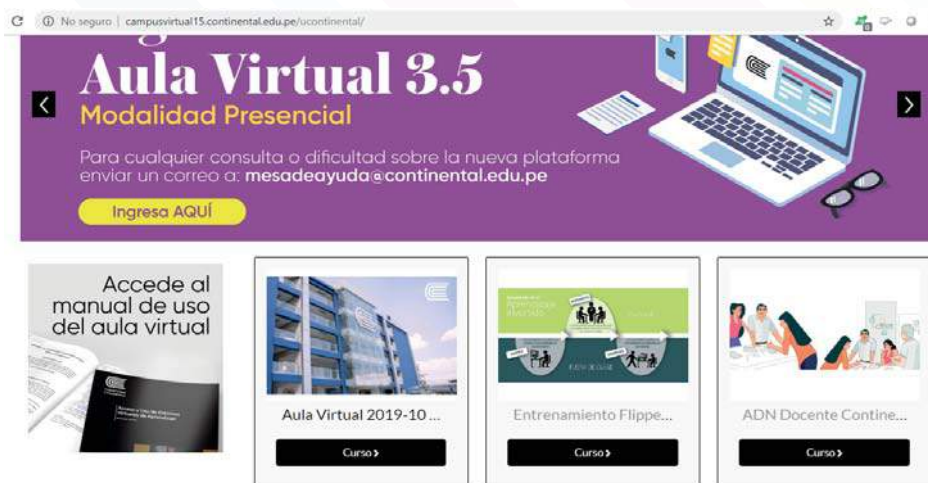 No seguro | campusvirtual15.continental.edu.pe/ucontinental/
Aula Virtual 3.5
Modalidad Presencial
Para cualquier consulta o dificultad sobre la nueva plataforma
enviar un correo a: mesadeayuda@continental.edu.pe
Ingresa AQUÍ
Accede al
manual de uso
del aula virtual
Aula Virtual 2019-10 ...
Curso
Entrenamiento Flippe...
Curso
ADN Docente Contine...
Curso